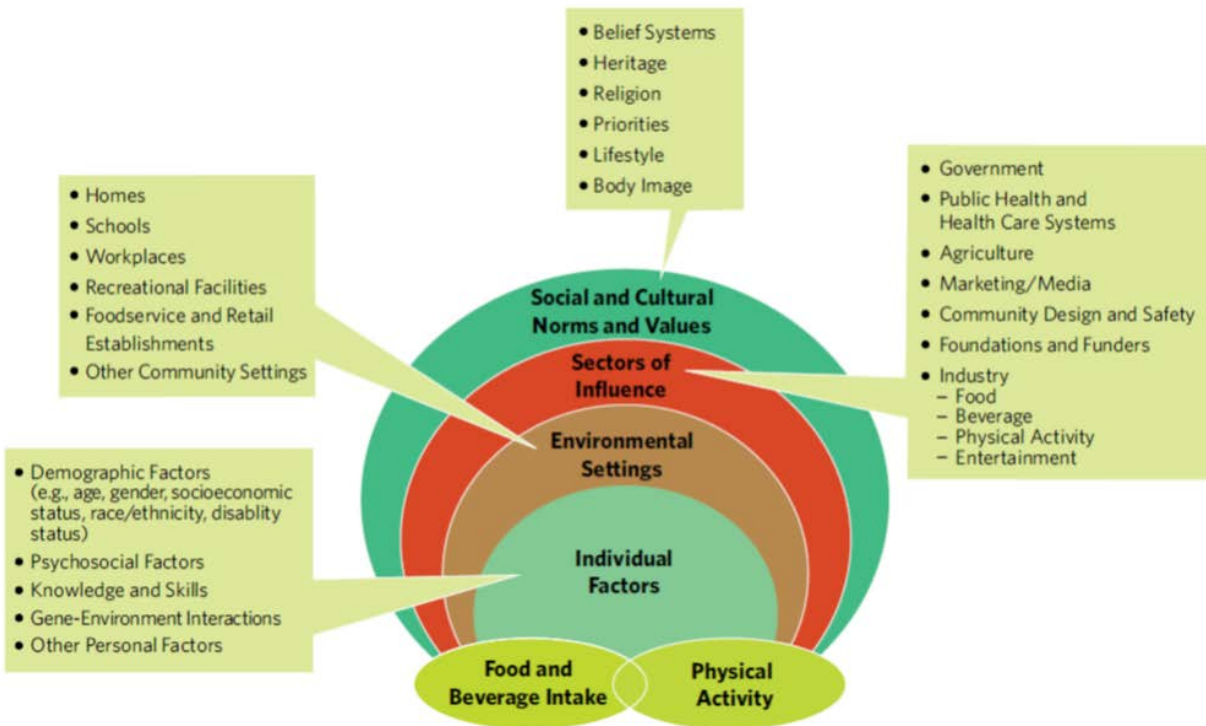 • Belief Systems
• Heritage
• Religion
• Priorities
• Lifestyle
• Body Image
• Homes
• Schools
• Workplaces
• Recreational Facilities
• Foodservice and Retail
Establishments
• Other Community Settings
• Government
• Public Health and
Health Care Systems
• Agriculture
• Marketing/Media
• Community Design and Safety
• Foundations and Funders
• Industry
– Food
– Beverage
– Physical Activity
– Entertainment
• Demographic Factors
(e.g., age, gender, socioeconomic
status, race/ethnicity, disablity
status)
• Psychosocial Factors
• Knowledge and Skills
• Gene-Environment Interactions
• Other Personal Factors
Social and Cultural
Norms and Values
Sectors of
Influence
Environmental
Settings
Individual
Factors
Food and
Beverage Intake
Physical
Activity